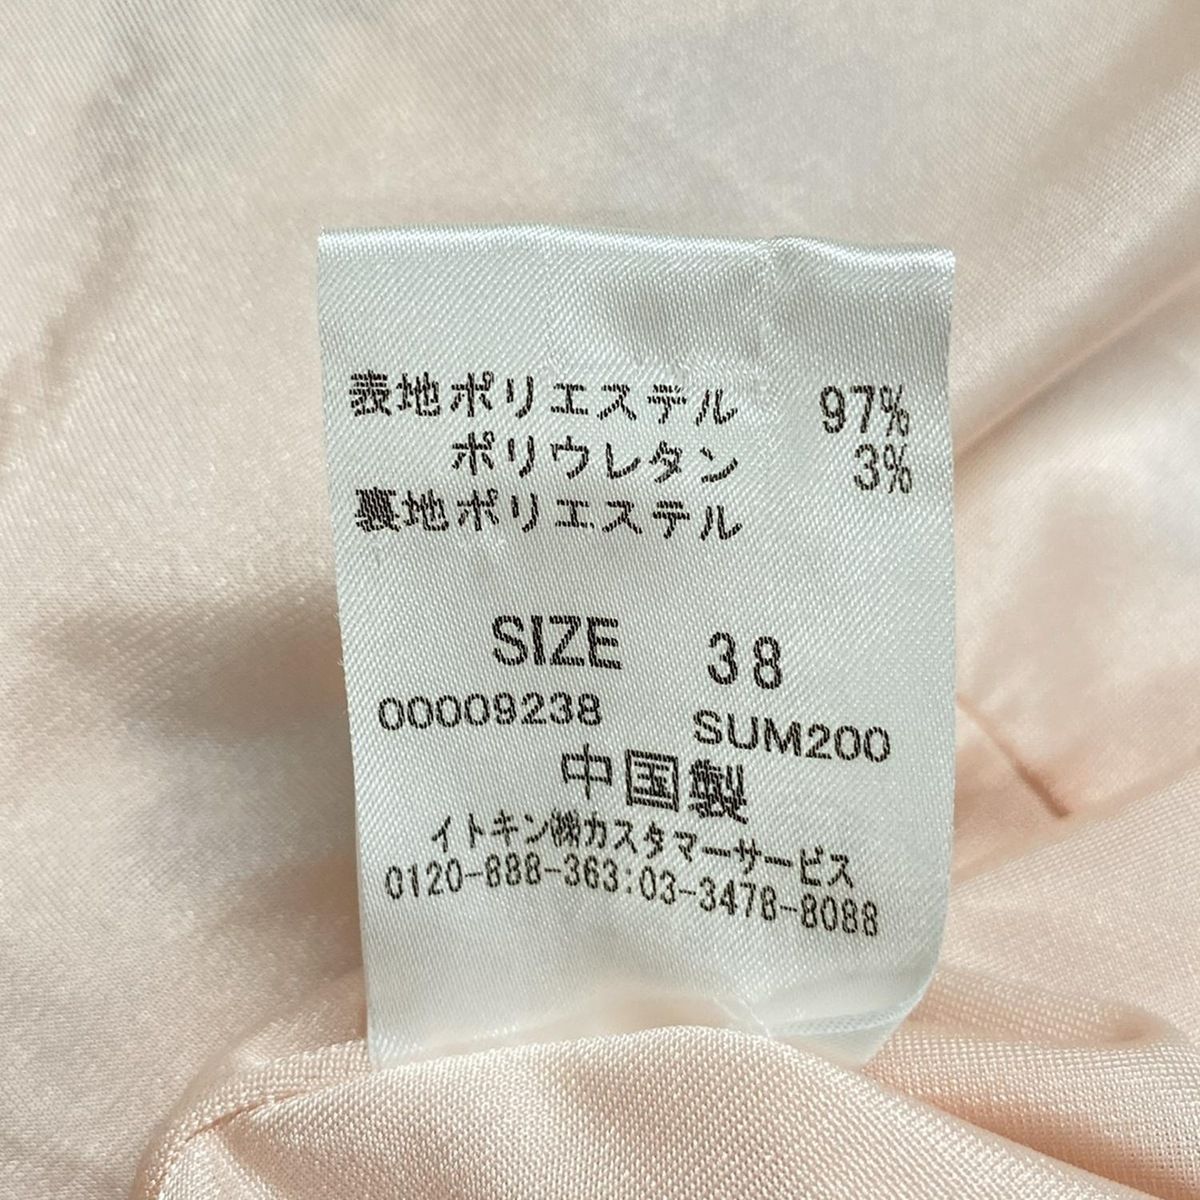 表地ポリエステル 97%
ポリウレタン 3%
裏地ポリエステル
SIZE 38
00009238 SUM200
中国製
イトキン㈱カスタマーサービス
0120-888-363:03-3478-8088